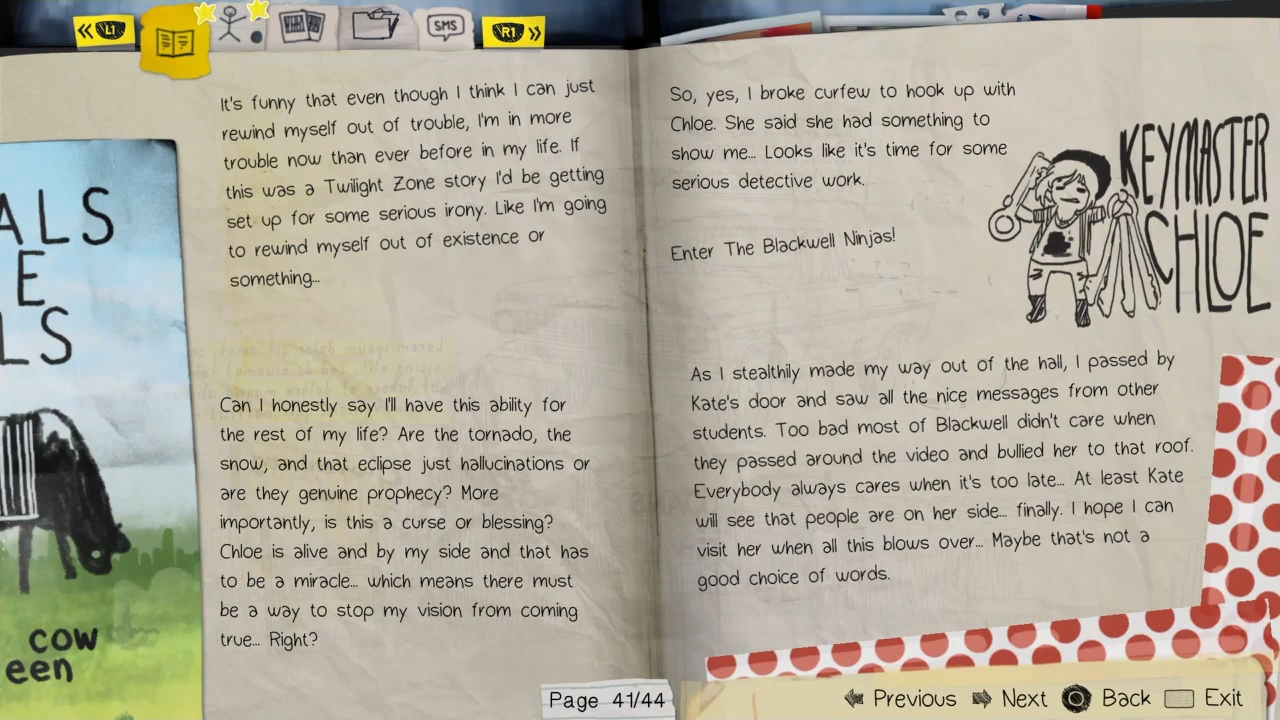 L1
SMS
R1
ALS
E
LS
cow
een
It's funny that even though I think I can just
rewind myself out of trouble, I'm in more
trouble now than ever before in my life. If
this was a Twilight Zone story I'd be getting
set up for some serious irony. Like I'm going
to rewind myself out of existence or
something...
Can I honestly say I'll have this ability for
the rest of my life? Are the tornado, the
snow, and that eclipse just hallucinations or
are they genuine prophecy? More
importantly, is this a curse or blessing?
Chloe is alive and by my side and that has
to be a miracle... which means there must
be a way to stop my vision from coming
true... Right?
So, yes, I broke curfew to hook up with
Chloe. She said she had something to
show me... Looks like it's time for some
serious detective work.
Enter The Blackwell Ninjas!
KEYMASTER
CHLOE
As I stealthily made my way out of the hall, I passed by
Kate's door and saw all the nice messages from other
students. Too bad most of Blackwell didn't care when
they passed around the video and bullied her to that roof.
Everybody always cares when it's too late... At least Kate
will see that people are on her side... finally. I hope I can
visit her when all this blows over... Maybe that's not a
good choice of words.
Page 41/44
Previous Next Back Exit